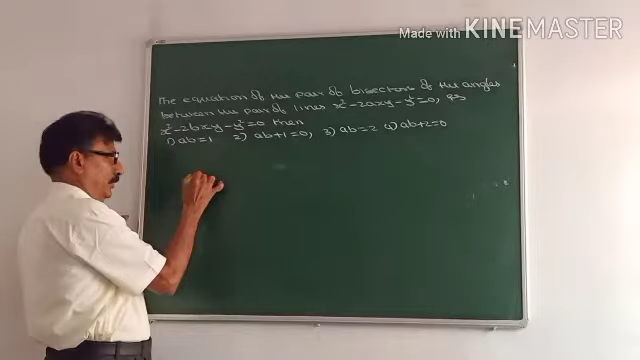 Made with KINEMASTER
The equation of the pair of bisectors of the angles
between the pair of lines x²-2axy-y²=0, is
x²-2bxy-y²=0 then
1) ab=1 2) ab+1=0, 3) ab=2 4) ab+2=0